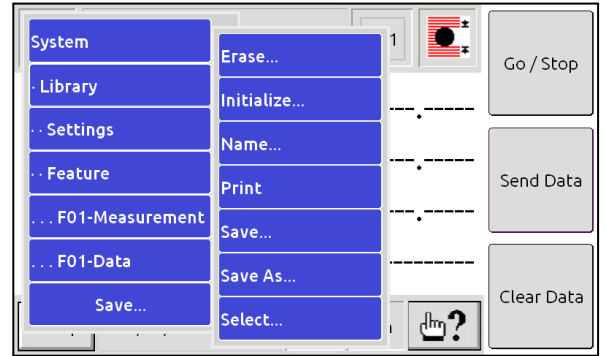 System
· Library
·· Settings
·· Feature
... F01-Measurement
... F01-Data
Save...
Erase...
Initialize...
Name...
Print
Save...
Save As...
Select...
1
---.-----
---.-----
---.-----
?
Go / Stop
Send Data
Clear Data